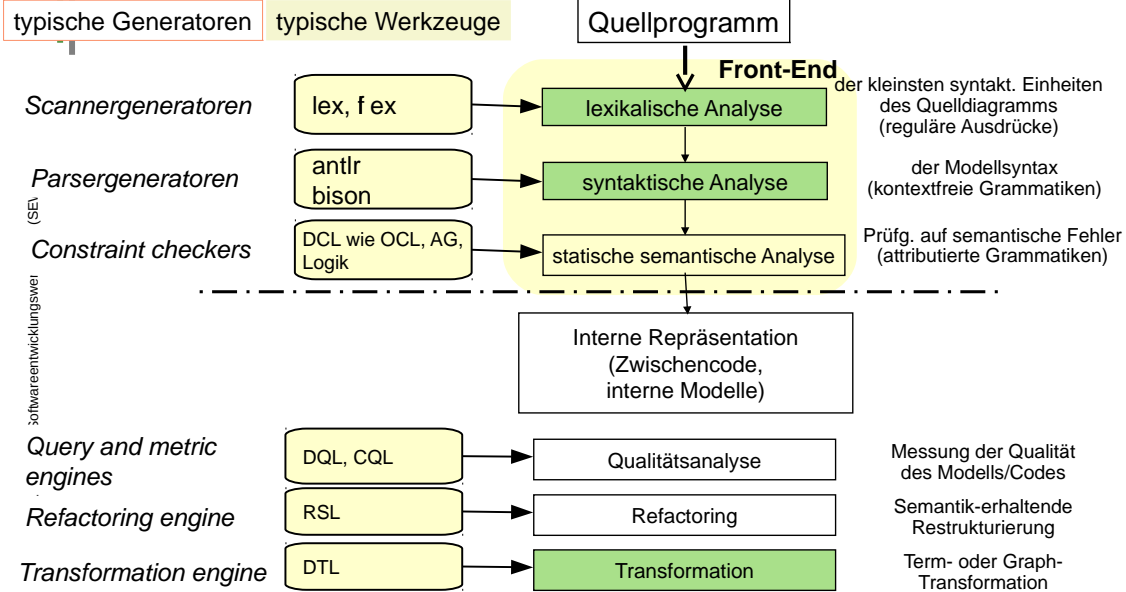 typische Generatoren
typische Werkzeuge
Quellprogramm
Front-End
Scannergeneratoren
lex, f ex
lexikalische Analyse
der kleinsten syntakt. Einheiten
des Quelldiagramms
(reguläre Ausdrücke)
Parsergeneratoren
antlr
bison
syntaktische Analyse
der Modellsyntax
(kontextfreie Grammatiken)
(SEW
Constraint checkers
DCL wie OCL, AG,
Logik
statische semantische Analyse
Prüfg. auf semantische Fehler
(attributierte Grammatiken)
Softwareentwicklungswer
Interne Repräsentation
(Zwischencode,
interne Modelle)
Query and metric
engines
DQL, CQL
Qualitätsanalyse
Messung der Qualität
des Modells/Codes
Refactoring engine
RSL
Refactoring
Semantik-erhaltende
Restrukturierung
Transformation engine
DTL
Transformation
Term- oder Graph-
Transformation